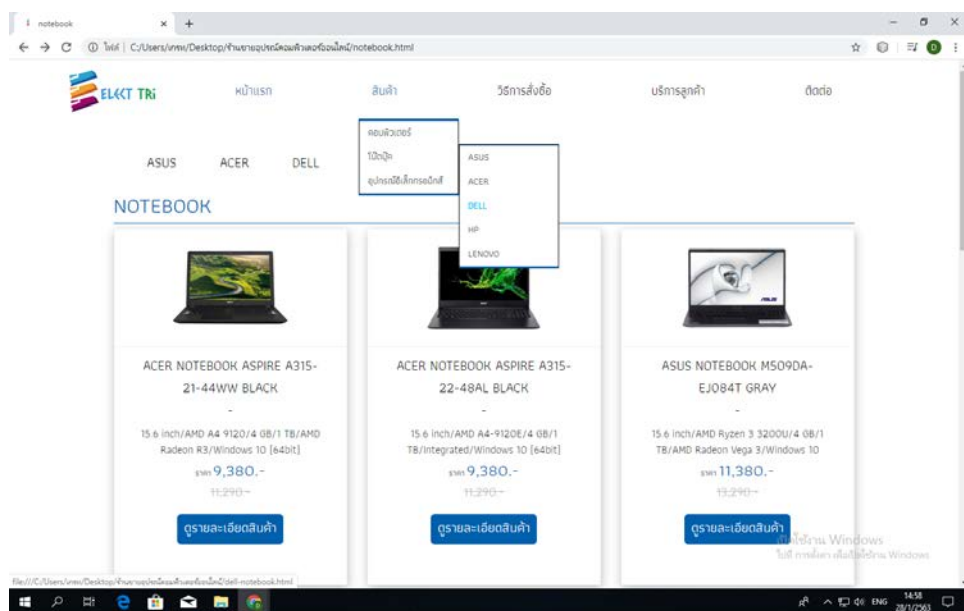 notebook
ไฟล์ | C:/Users/เกรท/Desktop/ร้านขายอุปกรณ์คอมพิวเตอร์ออนไลน์/notebook.html
ELECT TRi
หน้าแรก สินค้า วิธีการสั่งซื้อ บริการลูกค้า ติดต่อ
คอมพิวเตอร์
โน๊ตบุ๊ค
อุปกรณ์อิเล็กทรอนิกส์
ASUS
ACER
DELL
HP
LENOVO
ASUS ACER DELL
NOTEBOOK
ACER NOTEBOOK ASPIRE A315-
21-44WW BLACK
-
15.6 inch/AMD A4 9120/4 GB/1 TB/AMD
Radeon R3/Windows 10 [64bit]
ราคา 9,380.-
11,290.-
ดูรายละเอียดสินค้า
ACER NOTEBOOK ASPIRE A315-
22-48AL BLACK
-
15.6 inch/AMD A4-9120E/4 GB/1
TB/Integrated/Windows 10 [64bit]
ราคา 9,380.-
11,290.-
ดูรายละเอียดสินค้า
ASUS NOTEBOOK M509DA-
EJ084T GRAY
-
15.6 inch/AMD Ryzen 3 3200U/4 GB/1
TB/AMD Radeon Vega 3/Windows 10
ราคา 11,380.-
13,290.-
ดูรายละเอียดสินค้า
เปิดใช้งาน Windows
ไปที่ การตั้งค่า เพื่อเปิดใช้งาน Windows
file:///C:/Users/เกรท/Desktop/ร้านขายอุปกรณ์คอมพิวเตอร์ออนไลน์/dell-notebook.html
ENG
14:58
28/1/2563